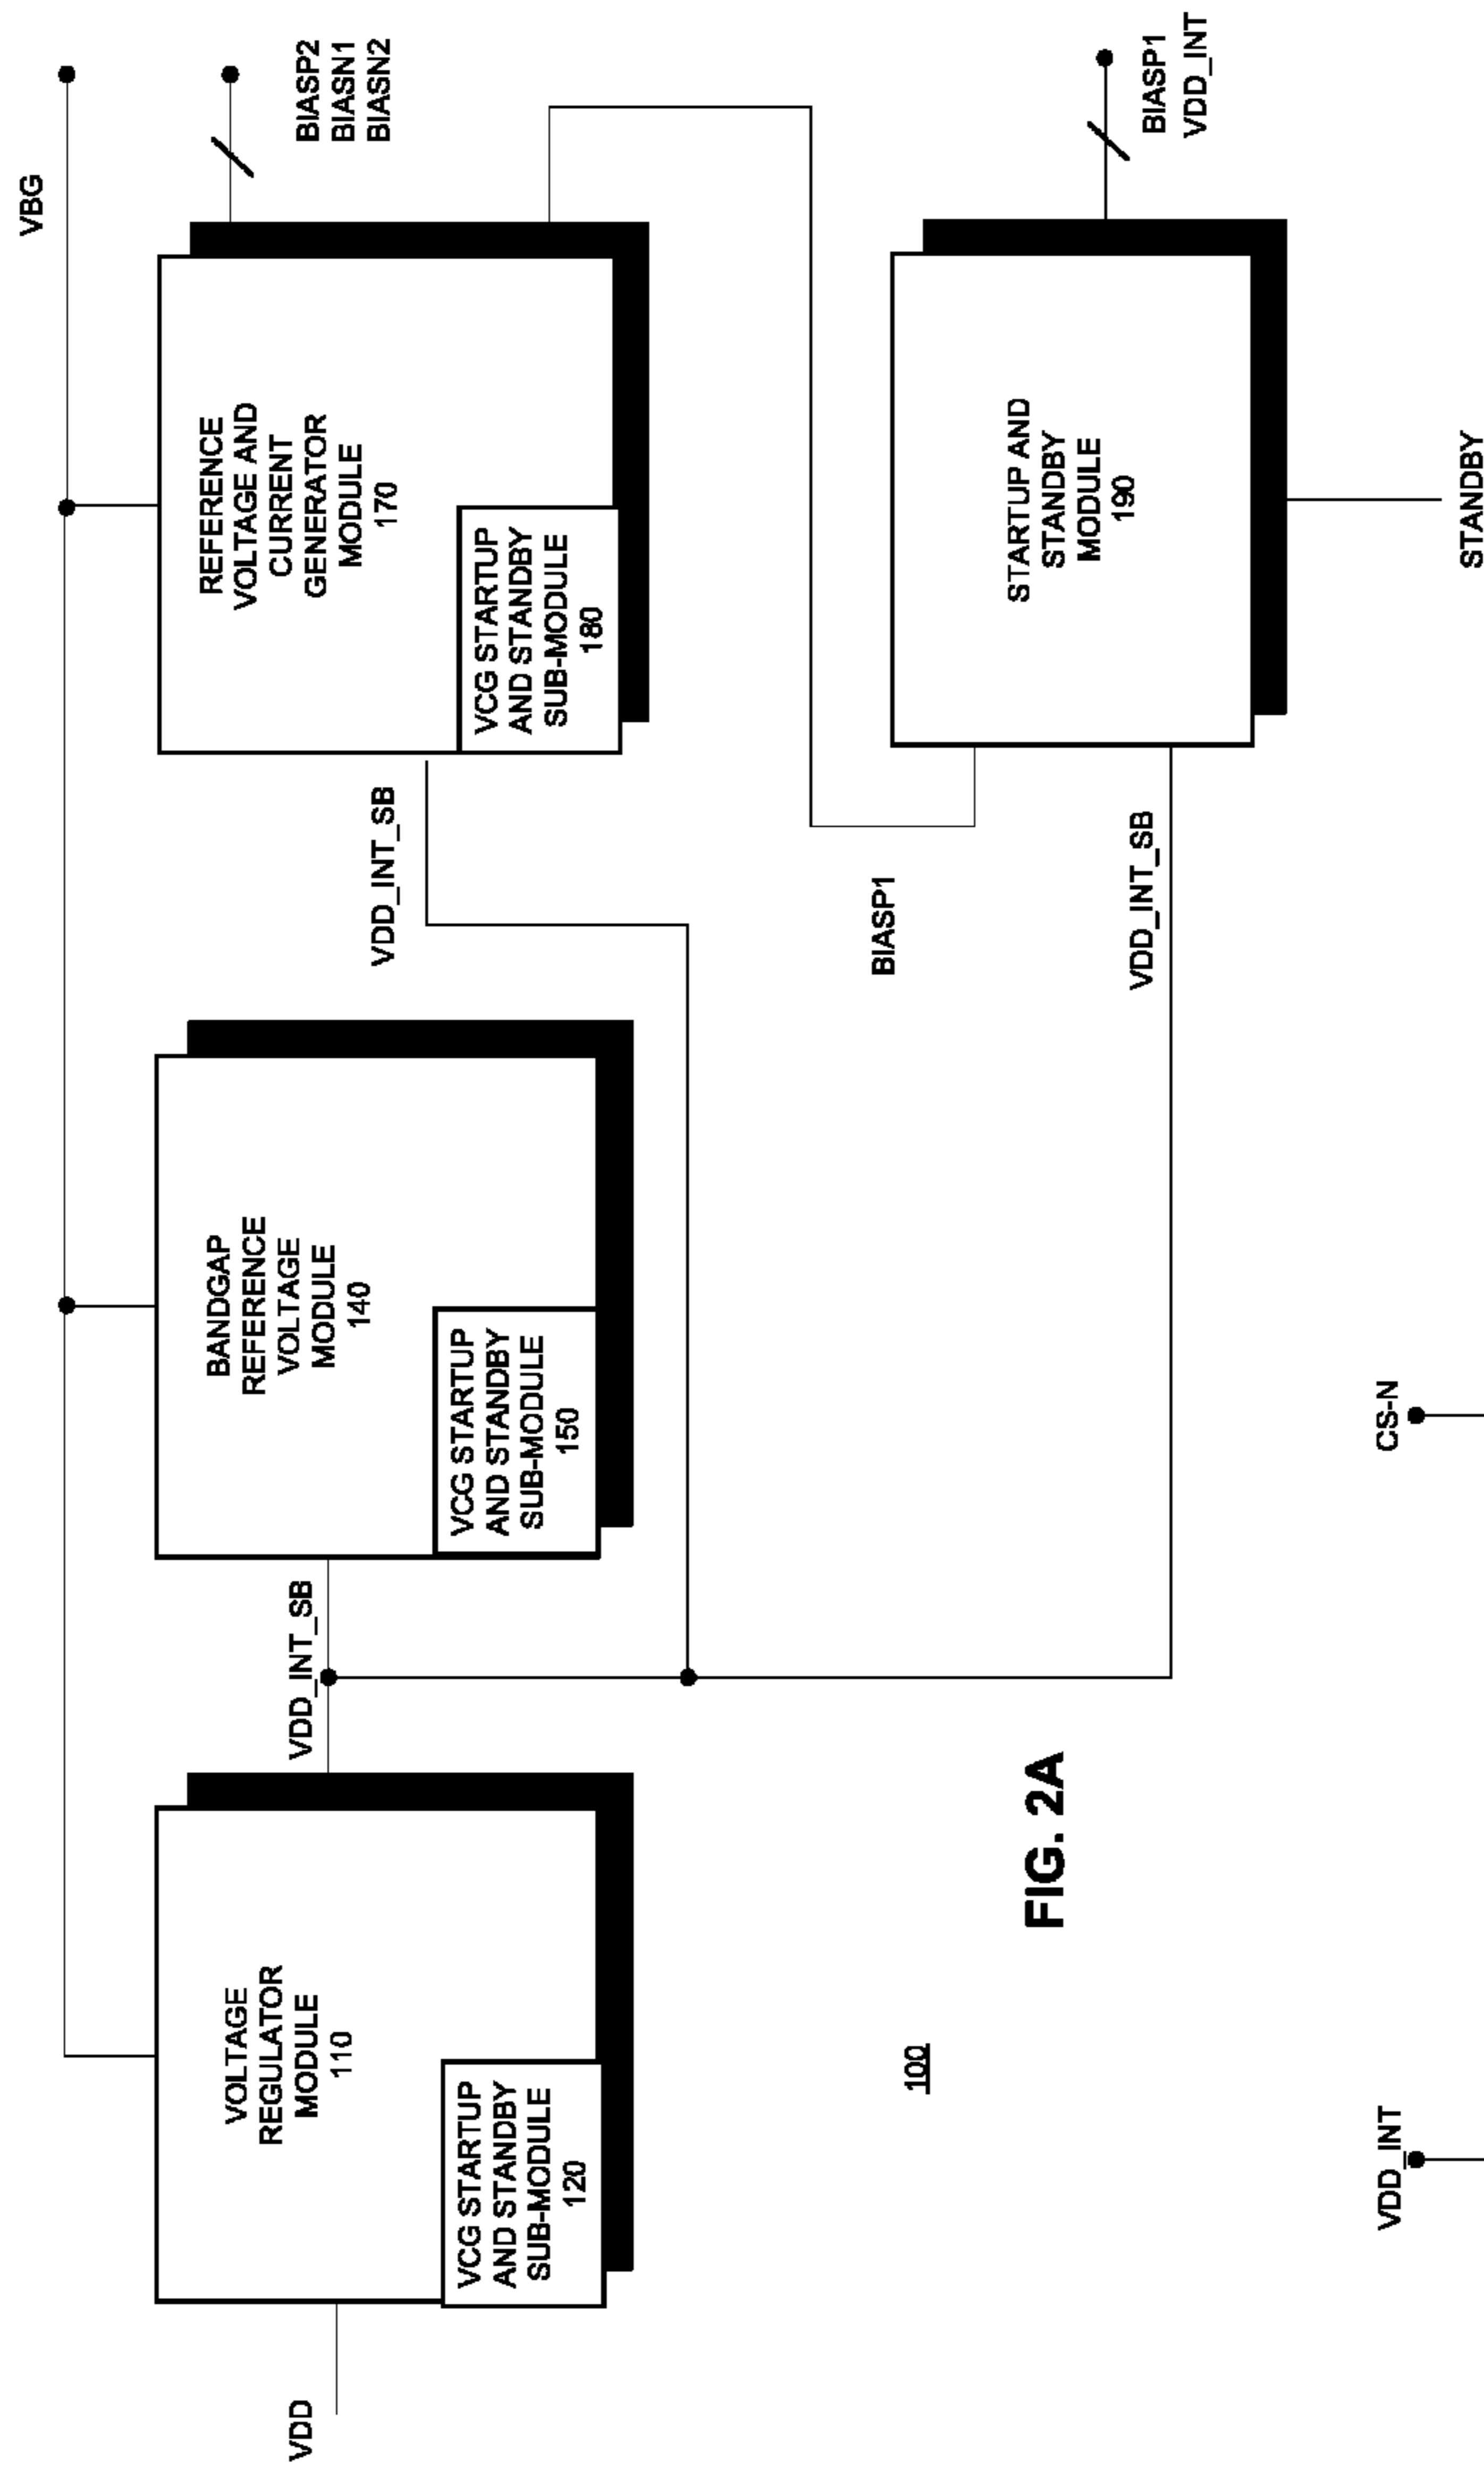 VBG
BIASP2
BIASN1
BIASN2
VOLTAGE
REGULATOR
MODULE
110
VCG STARTUP
AND STANDBY
SUB-MODULE
120
VDD
VDD_INT_SB
BANDGAP
REFERENCE
VOLTAGE
MODULE
140
VCG STARTUP
AND STANDBY
SUB-MODULE
150
VDD_INT_SB
REFERENCE
VOLTAGE AND
CURRENT
GENERATOR
MODULE
170
VCG STARTUP
AND STANDBY
SUB-MODULE
180
BIASP1
VDD_INT_SB
STARTUP AND
STANDBY
MODULE
190
BIASP1
VDD_INT
STANDBY
100
FIG. 2A
VDD_INT
CS-N